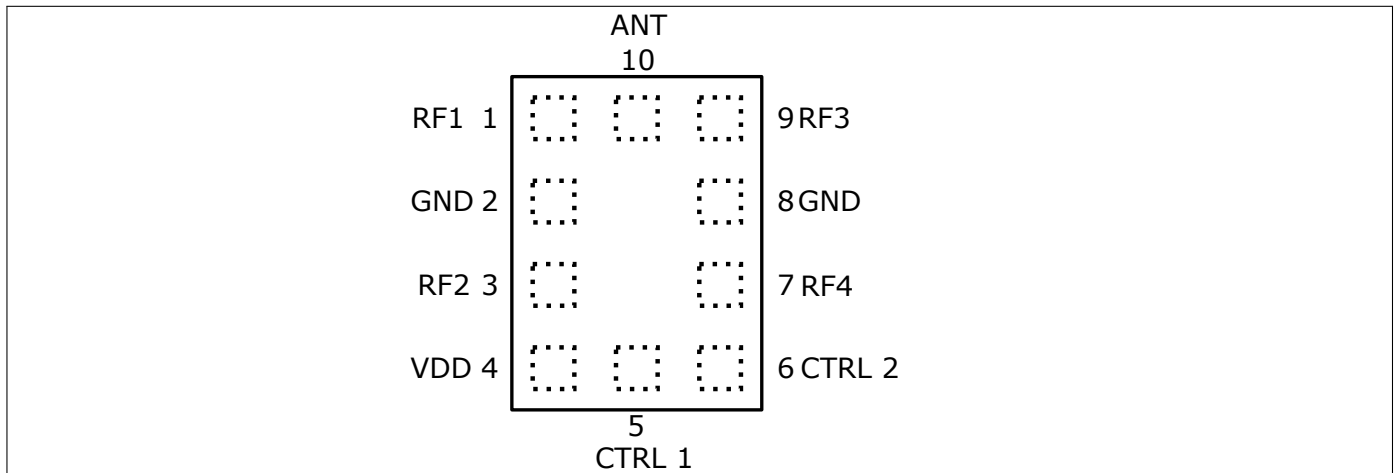 ANT
10
RF1 1
9 RF3
GND 2
8 GND
RF2 3
7 RF4
VDD 4
6 CTRL 2
5
CTRL 1